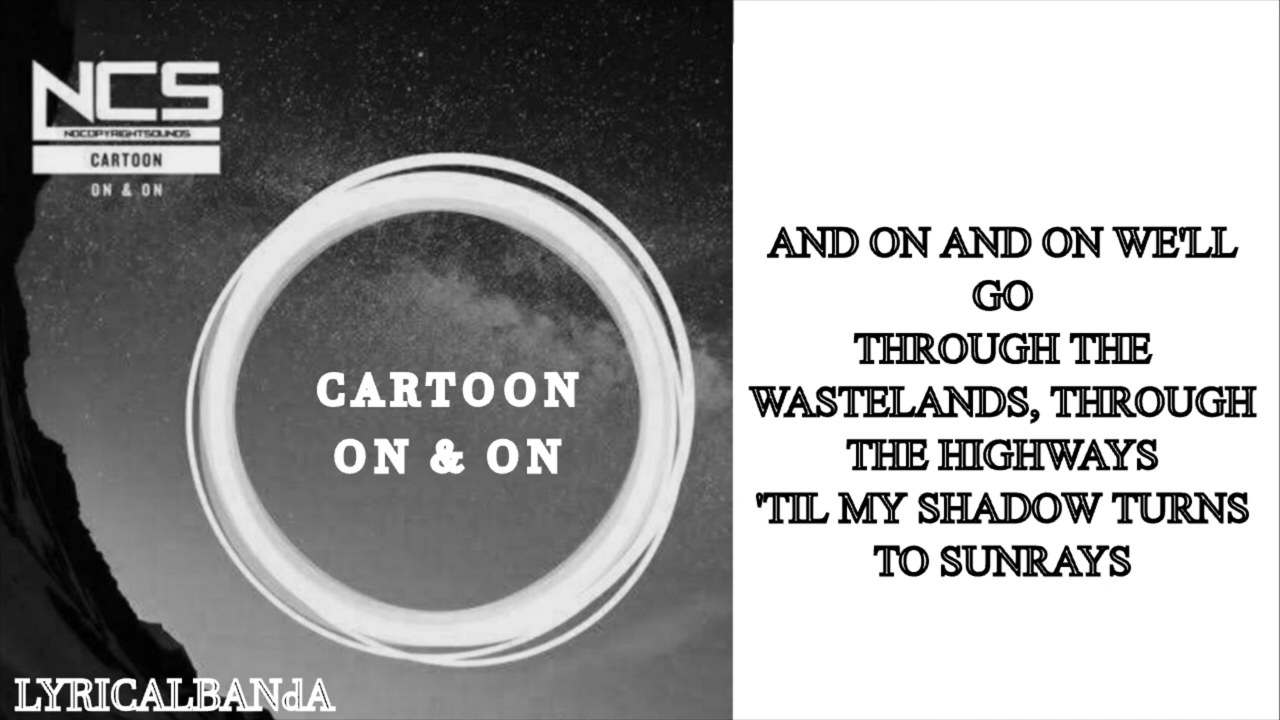 NCS
NOCOPYRIGHTSOUNDS
CARTOON
ON & ON
CARTOON
ON & ON
LYRICALBANdA
AND ON AND ON WE'LL
GO
THROUGH THE
WASTELANDS, THROUGH
THE HIGHWAYS
'TIL MY SHADOW TURNS
TO SUNRAYS